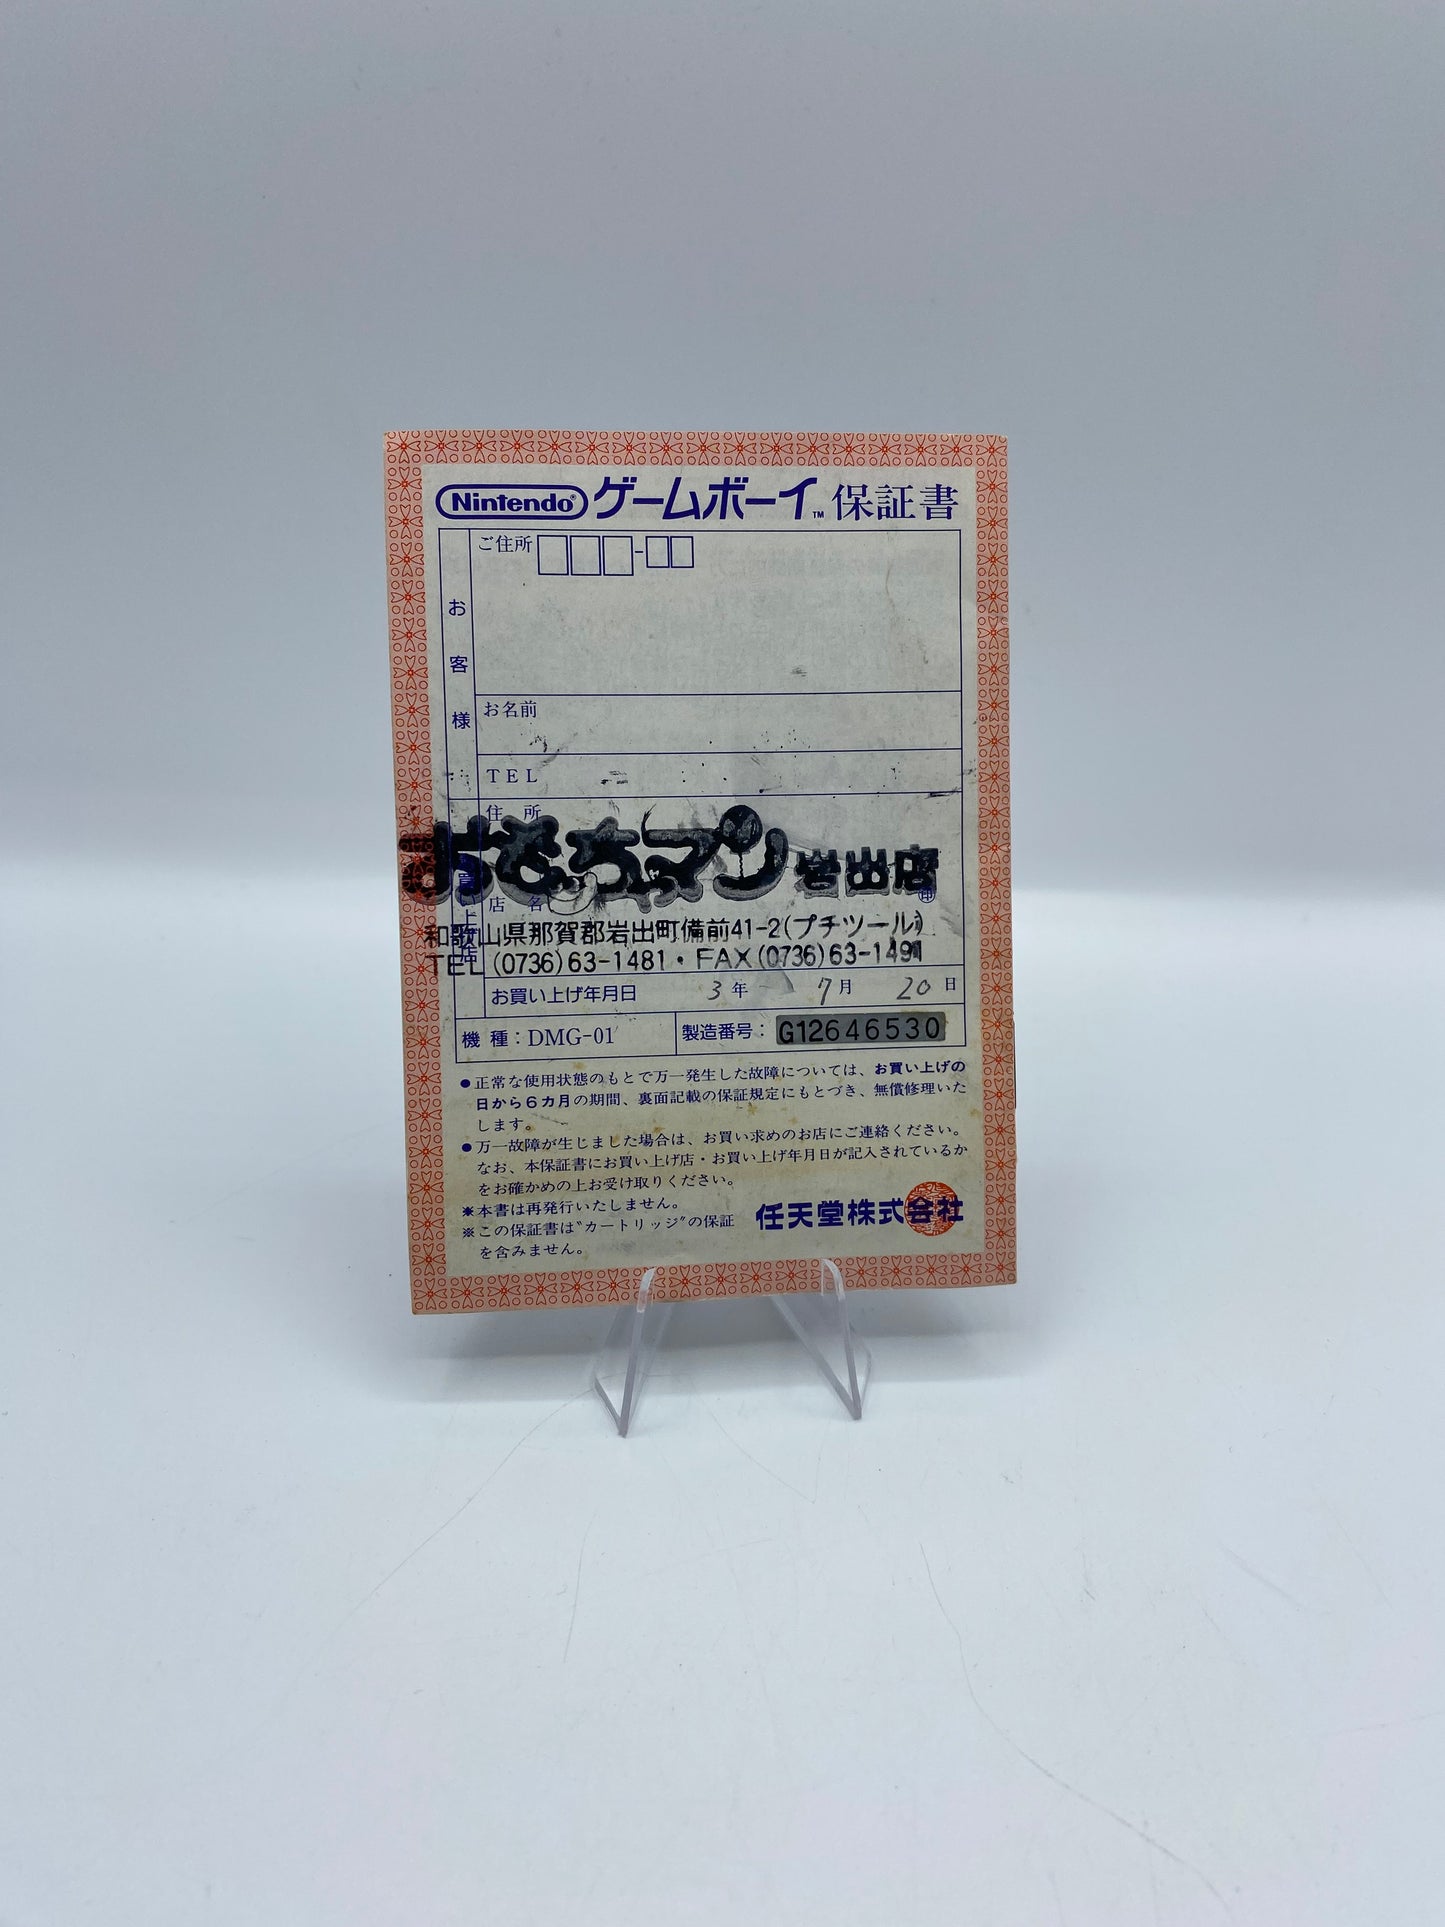 Nintendo® ゲームボーイ™ 保証書
お客様
ご住所
お名前
TEL
住所
おもちゃマン 岩出店
店名
印
和歌山県那賀郡岩出町備前41-2(プチツール)
TEL (0736)63-1481・FAX (0736)63-1491
お買い上げ年月日 3年 7月 20日
機種：DMG-01 製造番号：G12646530
●正常な使用状態のもとで万一発生した故障については、お買い上げの
日から6カ月の期間、裏面記載の保証規定にもとづき、無償修理いた
します。
●万一故障が生じました場合は、お買い求めのお店にご連絡ください。
なお、本保証書にお買い上げ店・お買い上げ年月日が記入されているか
をお確かめの上お受け取りください。
※本書は再発行いたしません。
※この保証書は〝カートリッジ〞の保証
を含みません。
任天堂株式会社